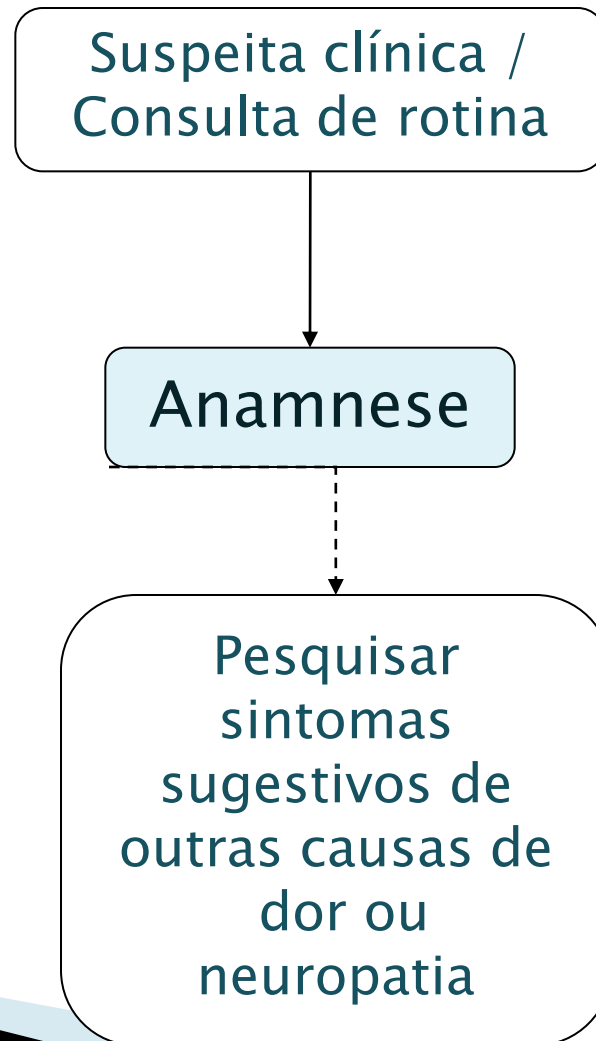 Suspeita clínica /
Consulta de rotina
Anamnese
Pesquisar
sintomas
sugestivos de
outras causas de
dor ou
neuropatia